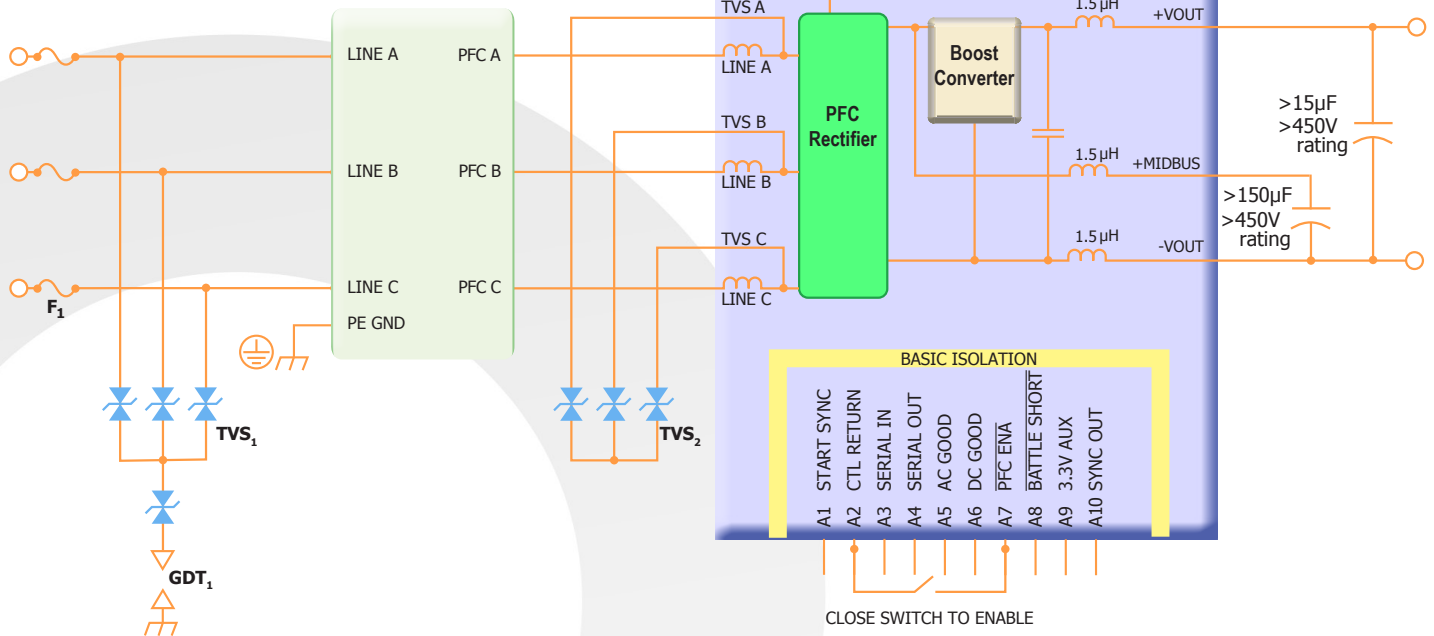 TVS A
1.5 µH
+VOUT
LINE A
PFC A
LINE A
Boost
Converter
PFC
Rectifier
>15µF
>450V
rating
TVS B
1.5 µH
+MIDBUS
LINE B
PFC B
LINE B
>150µF
>450V
rating
TVS C
1.5 µH
-VOUT
F1
LINE C
PFC C
LINE C
PE GND
BASIC ISOLATION
TVS1
TVS2
A1 START SYNC
A2 CTL RETURN
A3 SERIAL IN
A4 SERIAL OUT
A5 AC GOOD
A6 DC GOOD
A7 PFC ENA
A8 BATTLE SHORT
A9 3.3V AUX
A10 SYNC OUT
GDT1
CLOSE SWITCH TO ENABLE